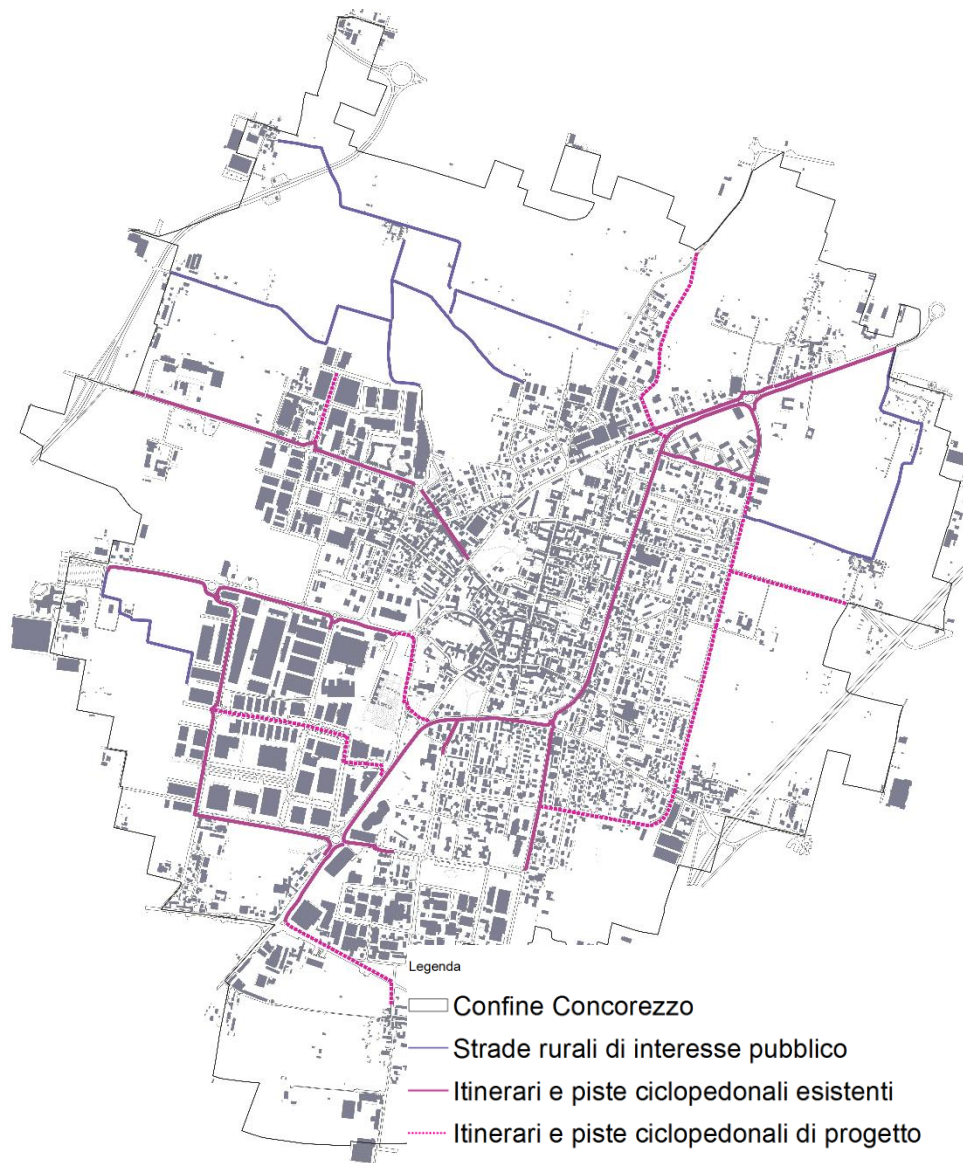 Legenda
Confine Concorezzo
Strade rurali di interesse pubblico
Itinerari e piste ciclopedonali esistenti
Itinerari e piste ciclopedonali di progetto